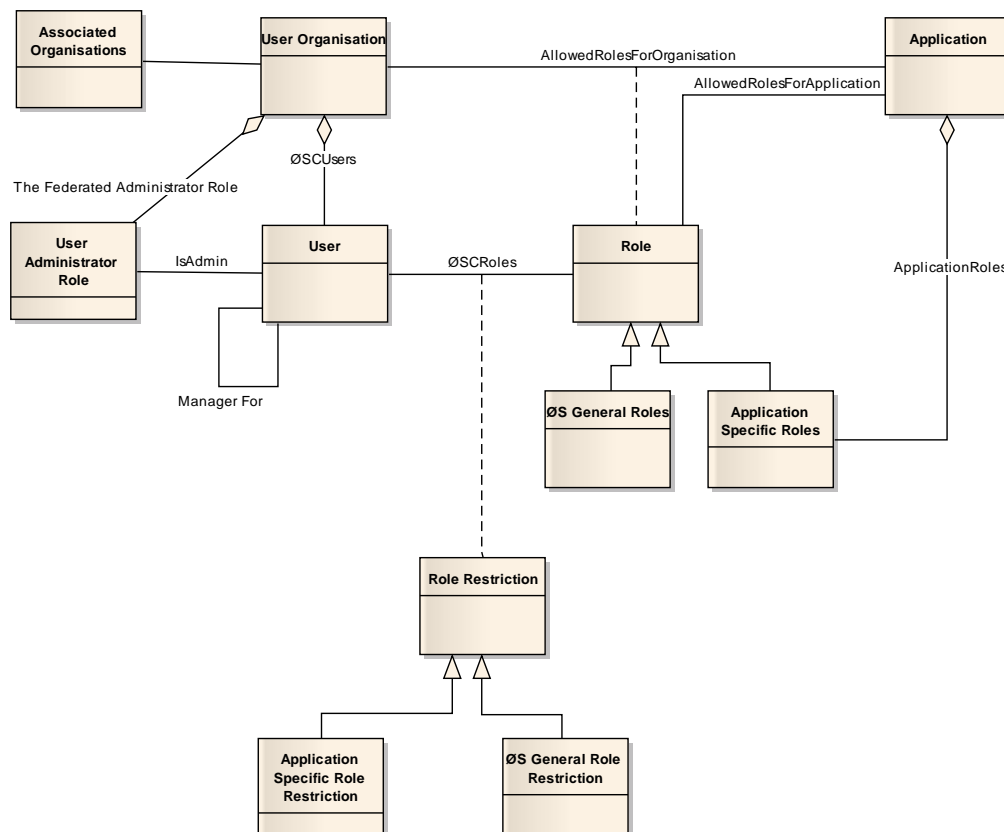 Associated
Organisations
User Organisation
Application
AllowedRolesForOrganisation
AllowedRolesForApplication
ØSCUsers
The Federated Administrator Role
User
Administrator
Role
IsAdmin
User
ØSCRoles
Role
ApplicationRoles
Manager For
ØS General Roles
Application
Specific Roles
Role Restriction
Application
Specific Role
Restriction
ØS General Role
Restriction